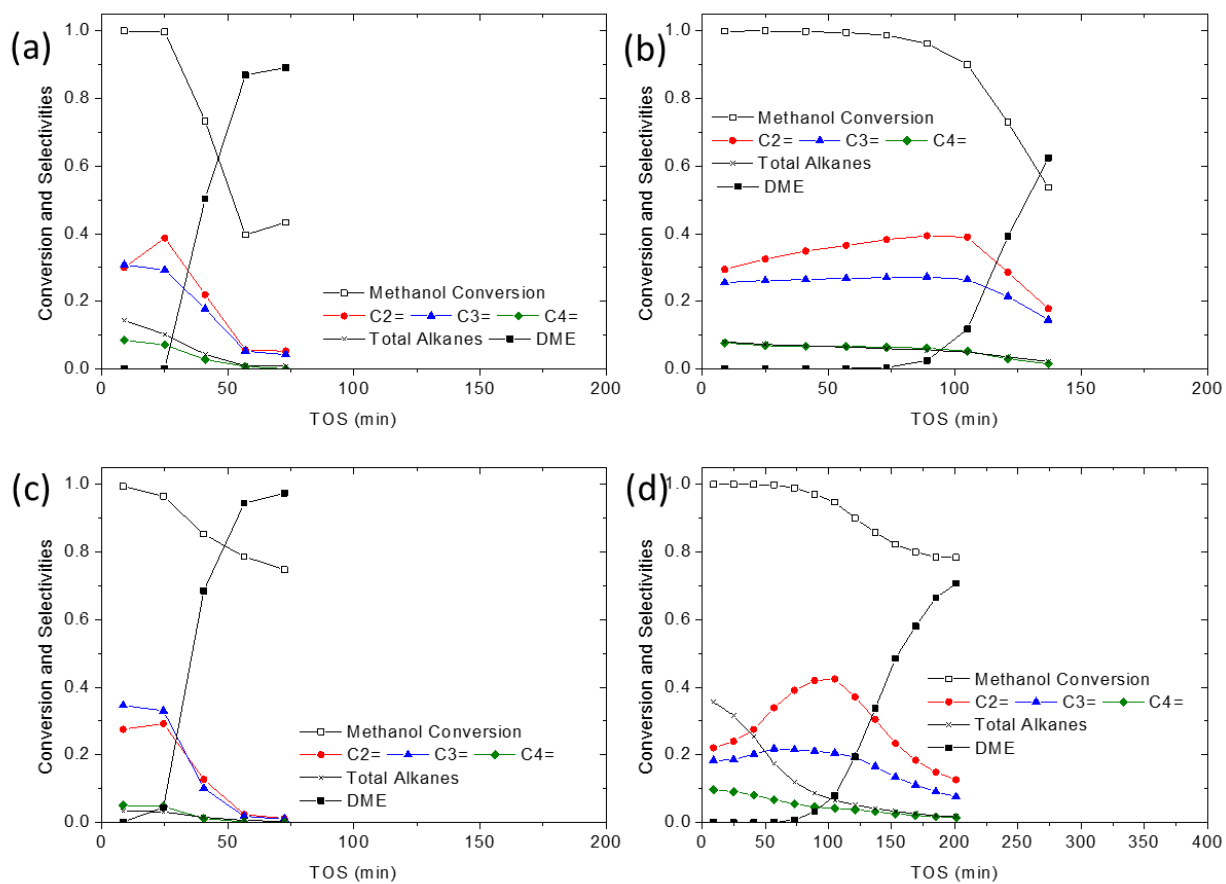 (a)
Conversion and Selectivities
1.0
0.8
0.6
0.4
0.2
0.0
Methanol Conversion
C2= C3= C4=
Total Alkanes DME
0 50 100 150 200
TOS (min)
(b)
Conversion and Selectivities
1.0
0.8
0.6
0.4
0.2
0.0
Methanol Conversion
C2= C3= C4=
Total Alkanes
DME
0 50 100 150 200
TOS (min)
(c)
Conversion and Selectivities
1.0
0.8
0.6
0.4
0.2
0.0
Methanol Conversion
C2= C3= C4=
Total Alkanes
DME
0 50 100 150 200
TOS (min)
(d)
Conversion and Selectivities
1.0
0.8
0.6
0.4
0.2
0.0
Methanol Conversion
C2= C3= C4=
Total Alkanes
DME
0 50 100 150 200 250 300 350 400
TOS (min)